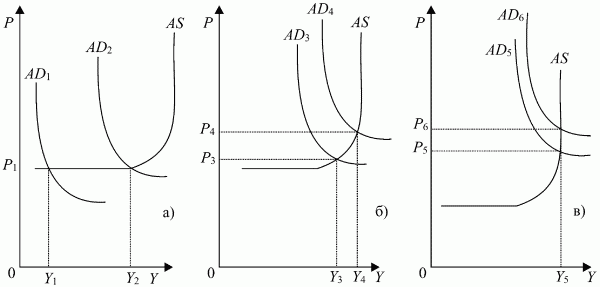 P
AD1
AD2
AS
P1
а)
0
Y1
Y2
Y
P
AD3
AD4
AS
P4
P3
б)
0
Y3
Y4
Y
P
AD5
AD6
AS
P6
P5
в)
0
Y5
Y